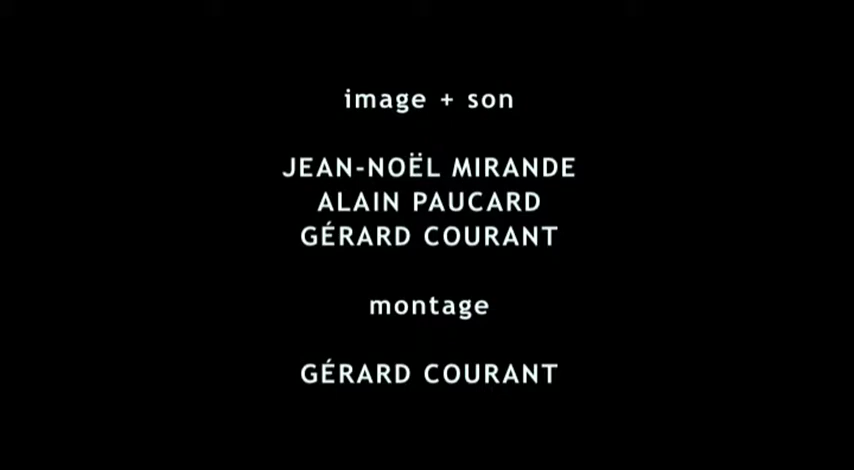 image + son
JEAN-NOËL MIRANDE
ALAIN PAUCARD
GÉRARD COURANT
montage
GÉRARD COURANT